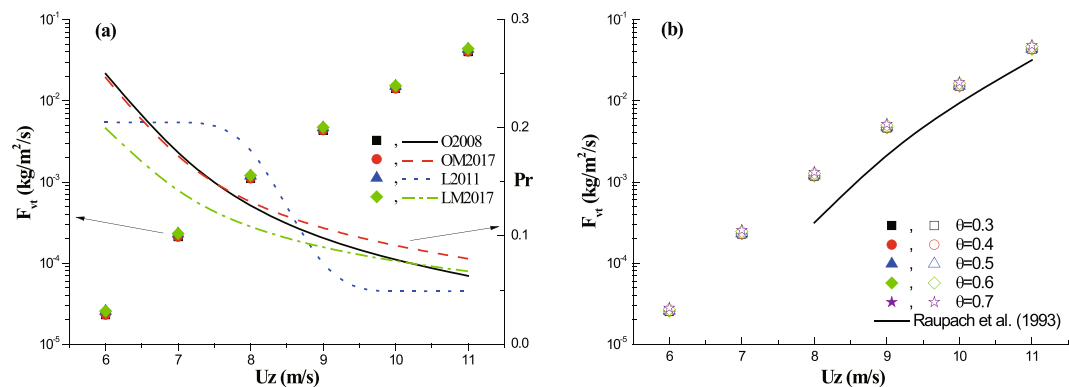 (a)
10⁻¹
10⁻²
10⁻³
10⁻⁴
10⁻⁵
F_vt (kg/m²/s)
0.3
0.2
0.1
0.0
Pr
, O2008
, OM2017
, L2011
, LM2017
6 7 8 9 10 11
Uz (m/s)
(b)
10⁻¹
10⁻²
10⁻³
10⁻⁴
10⁻⁵
F_vt (kg/m²/s)
, θ=0.3
, θ=0.4
, θ=0.5
, θ=0.6
, θ=0.7
Raupach et al. (1993)
6 7 8 9 10 11
Uz (m/s)